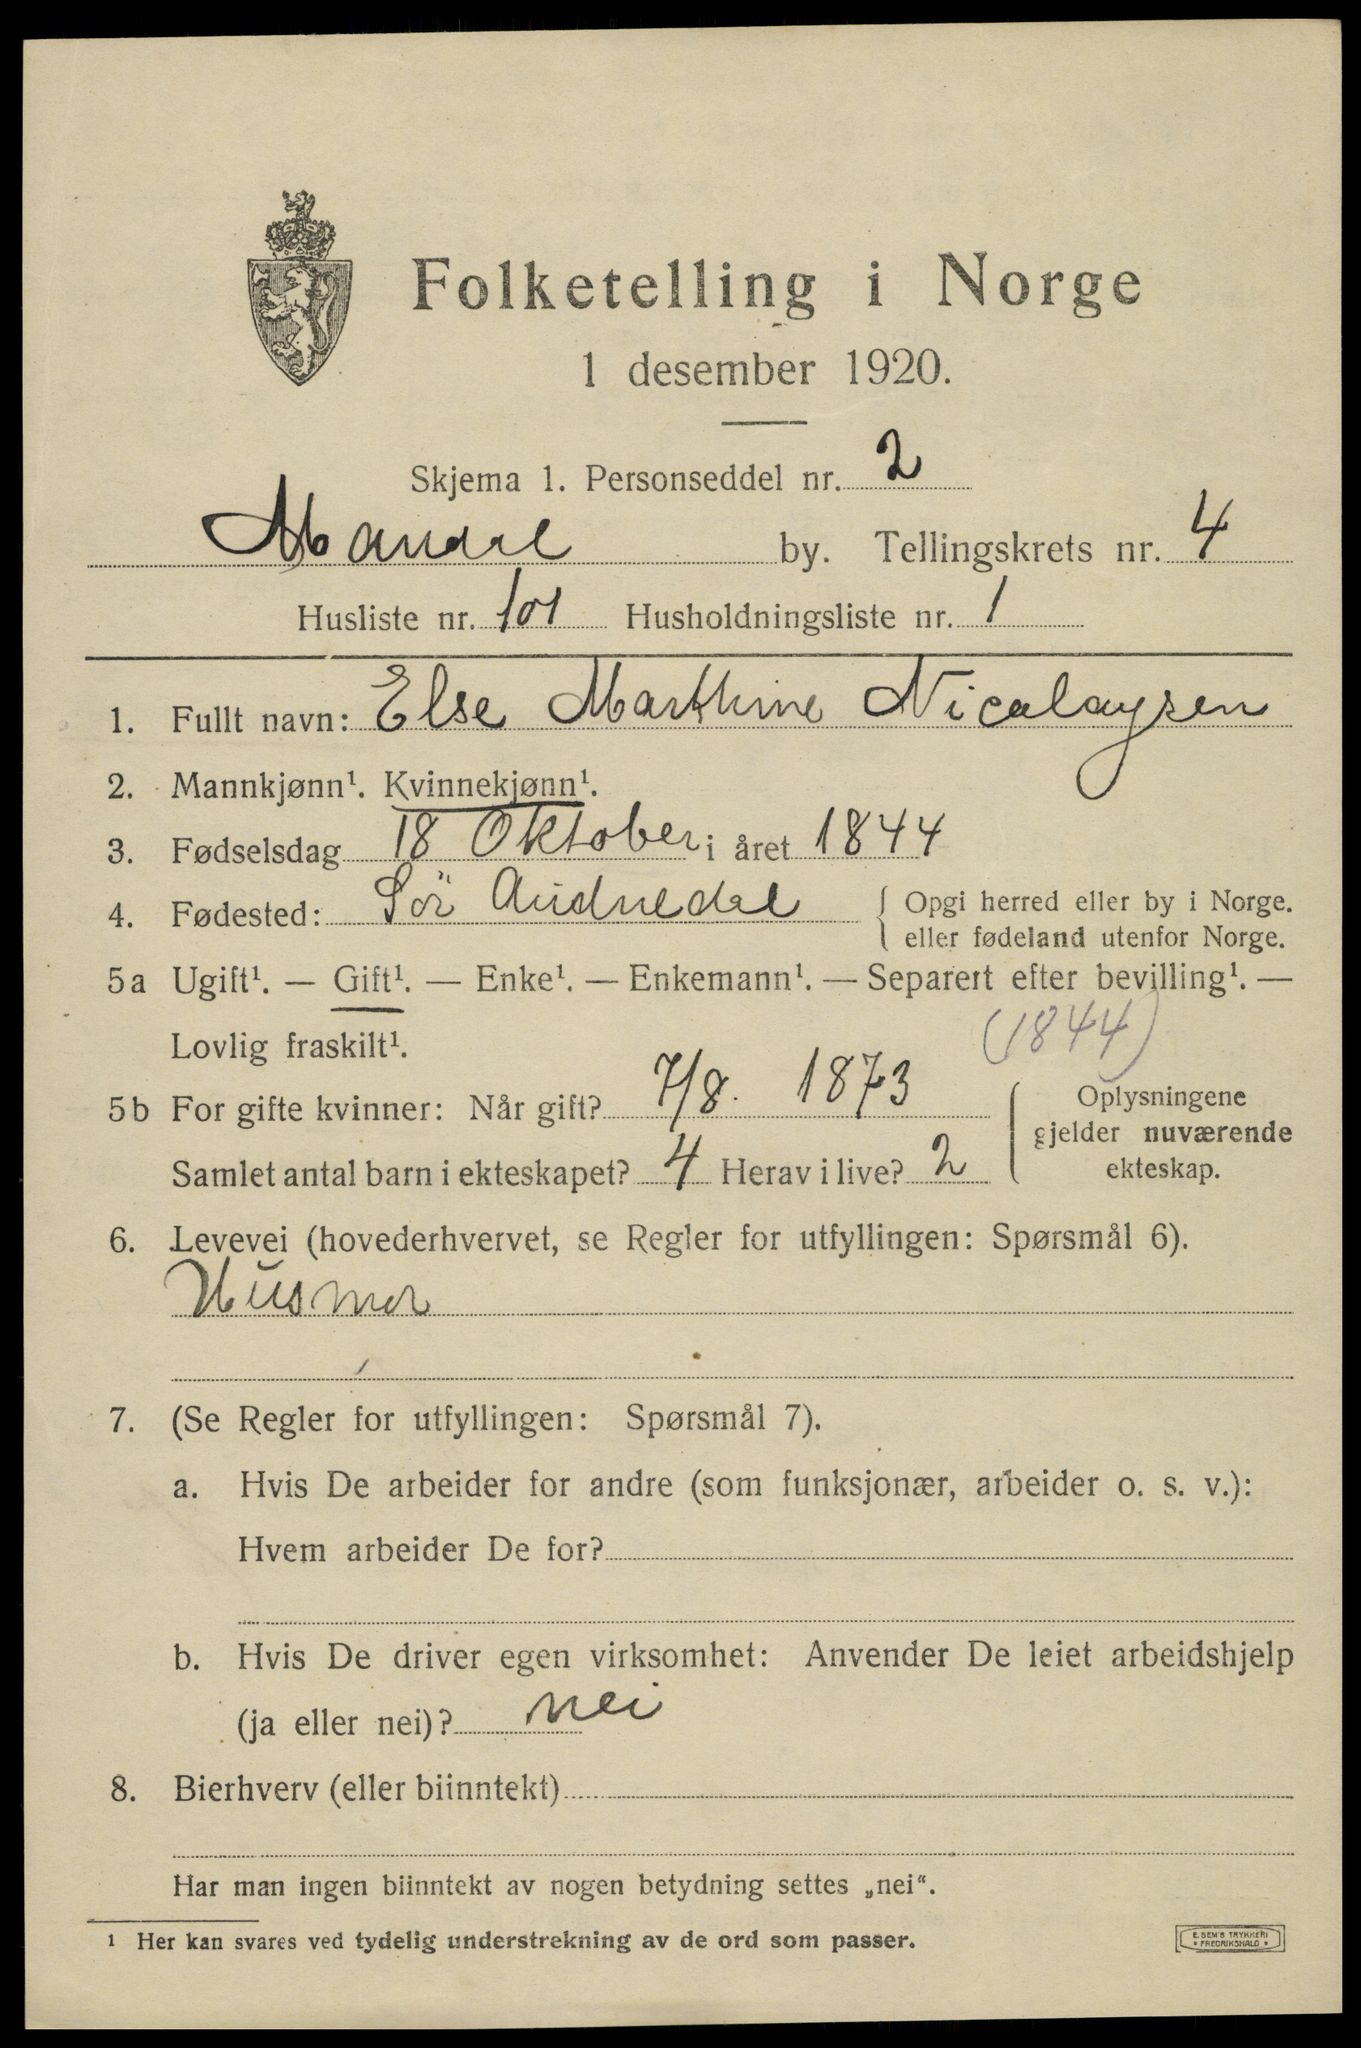 Folketelling i Norge
1 desember 1920.
Skjema 1. Personseddel nr. 2
Mandal by. Tellingskrets nr. 4
Husliste nr. 101 Husholdningsliste nr. 1
1. Fullt navn: Else Marthine Nicolaysen
2. Mannkjønn¹. Kvinnekjønn¹.
3. Fødselsdag 18 Oktober i året 1844
4. Fødested: Sör Audnedal { Opgi herred eller by i Norge.
eller fødeland utenfor Norge.
5a Ugift¹. — Gift¹. — Enke¹. — Enkemann¹. — Separert efter bevilling¹. —
Lovlig fraskilt¹. (1844)
5b For gifte kvinner: Når gift? 7/8. 1873
Samlet antal barn i ekteskapet? 4 Herav i live? 2
Oplysningene
gjelder nuværende
ekteskap.
6. Levevei (hovederhvervet, se Regler for utfyllingen: Spørsmål 6).
Husmor
7. (Se Regler for utfyllingen: Spørsmål 7).
a. Hvis De arbeider for andre (som funksjonær, arbeider o. s. v.):
Hvem arbeider De for?
b. Hvis De driver egen virksomhet: Anvender De leiet arbeidshjelp
(ja eller nei)? nei
8. Bierhverv (eller biinntekt)
Har man ingen biinntekt av nogen betydning settes „nei“.
¹ Her kan svares ved tydelig understrekning av de ord som passer.
E. SEM'S TRYKKERI
• FREDRIKSHALD •